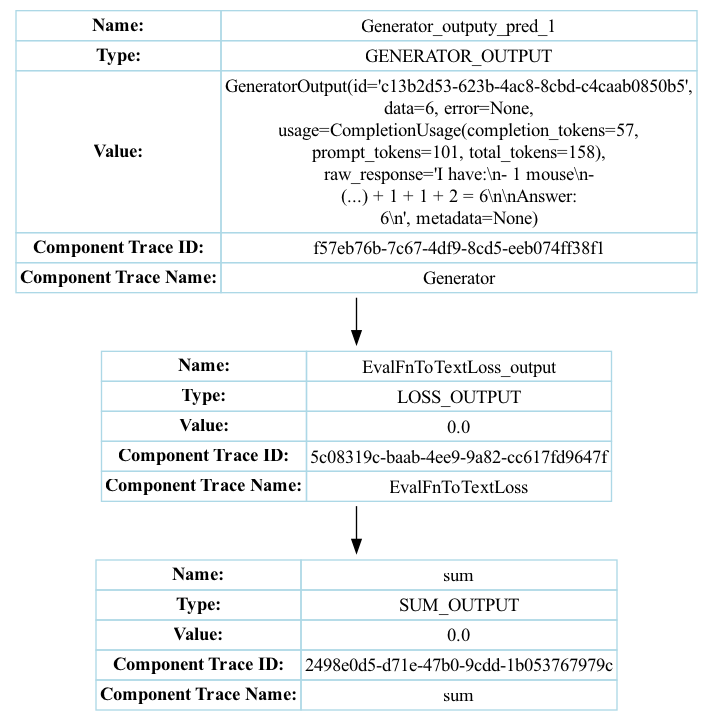 Name: Generator_outputy_pred_1
Type: GENERATOR_OUTPUT
GeneratorOutput(id='c13b2d53-623b-4ac8-8cbd-c4caab0850b5',
data=6, error=None,
usage=CompletionUsage(completion_tokens=57,
Value: prompt_tokens=101, total_tokens=158),
raw_response='I have:\n- 1 mouse\n-
(...) + 1 + 1 + 2 = 6\n\nAnswer:
6\n', metadata=None)
Component Trace ID: f57eb76b-7c67-4df9-8cd5-eeb074ff38f1
Component Trace Name: Generator
Name: EvalFnToTextLoss_output
Type: LOSS_OUTPUT
Value: 0.0
Component Trace ID: 5c08319c-baab-4ee9-9a82-cc617fd9647f
Component Trace Name: EvalFnToTextLoss
Name: sum
Type: SUM_OUTPUT
Value: 0.0
Component Trace ID: 2498e0d5-d71e-47b0-9cdd-1b053767979c
Component Trace Name: sum